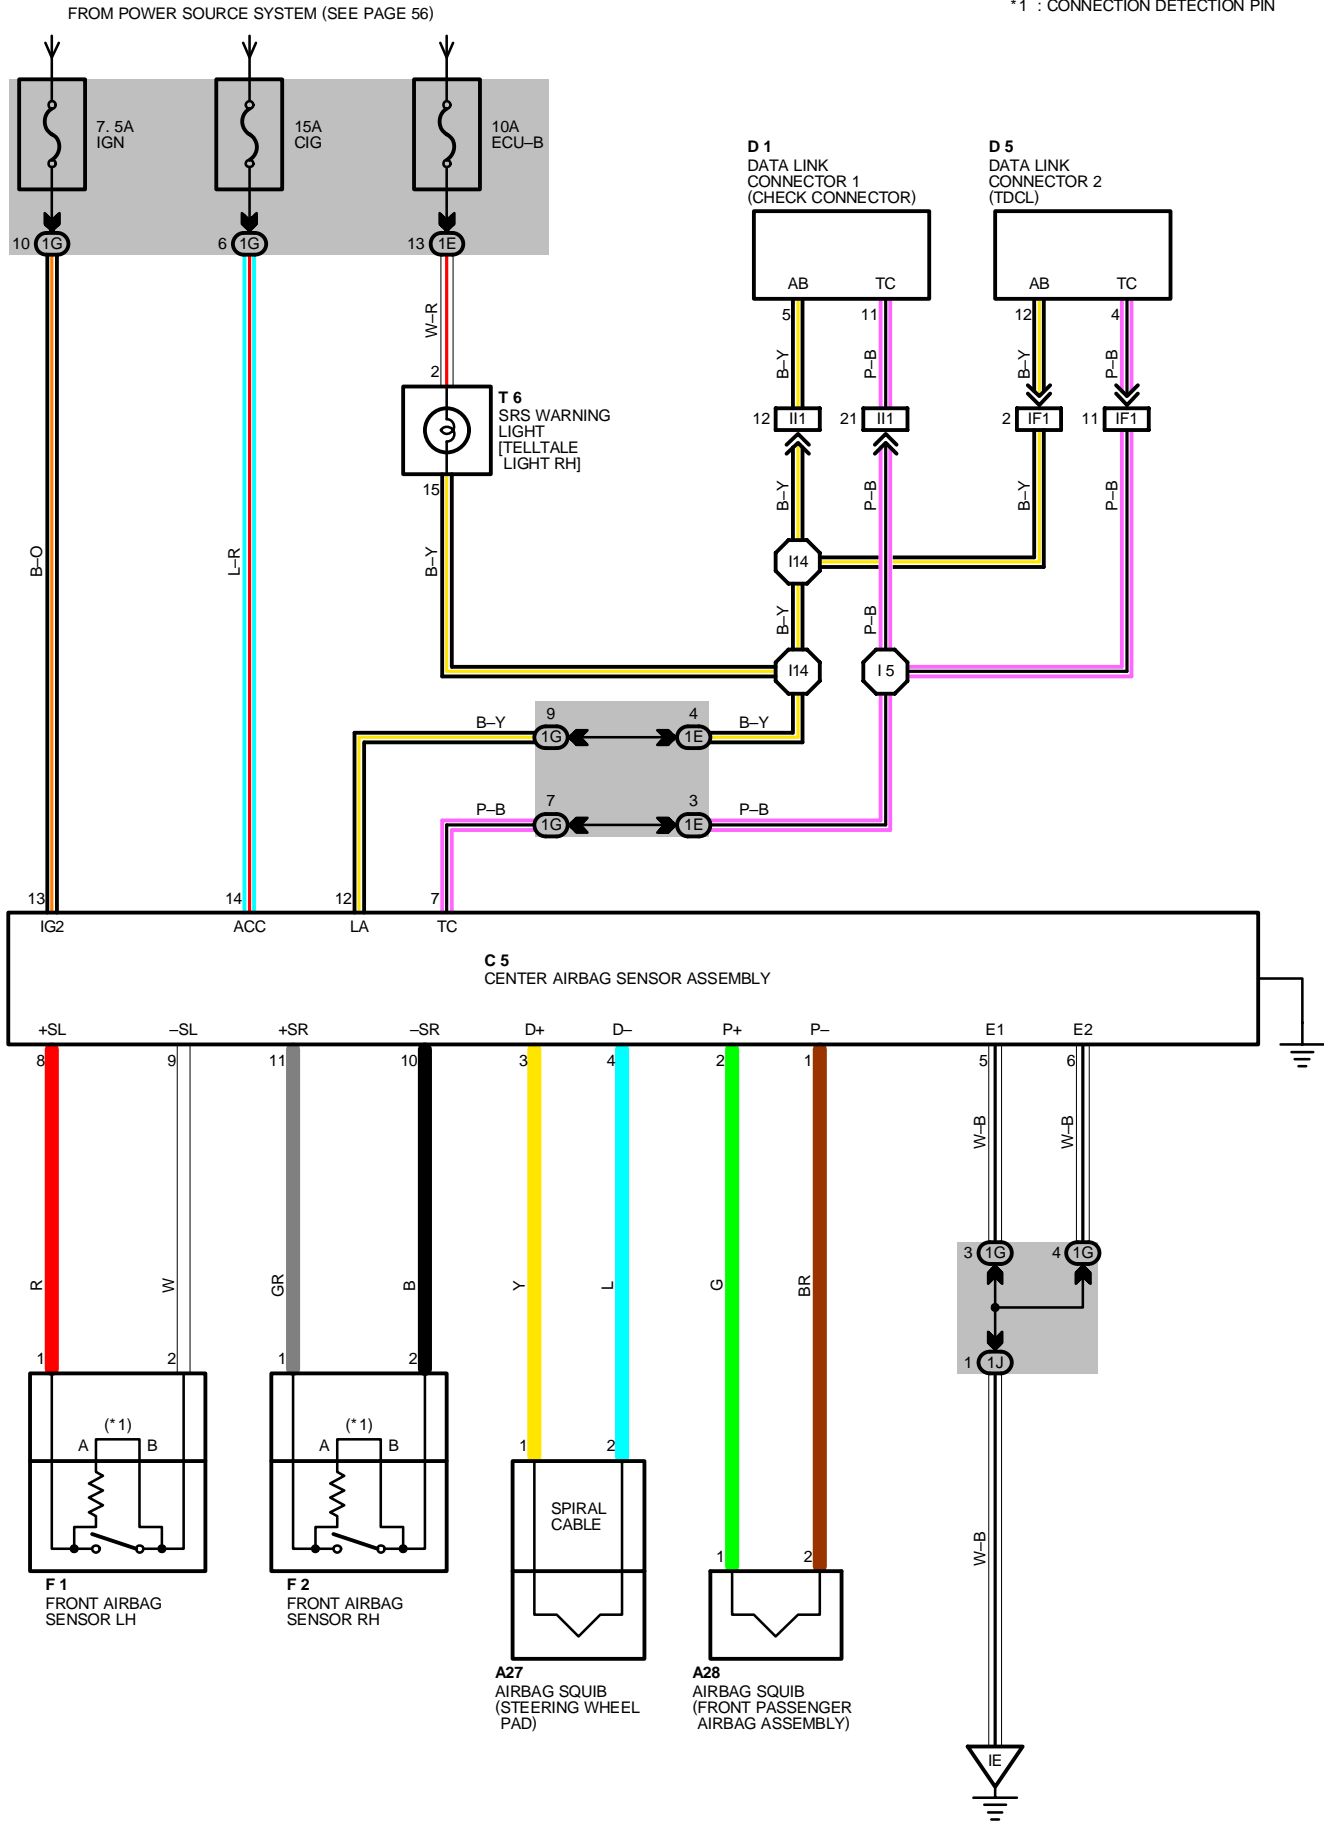 FROM POWER SOURCE SYSTEM (SEE PAGE 56)
*1 : CONNECTION DETECTION PIN
7. 5A
IGN
15A
CIG
10A
ECU–B
D 1
DATA LINK
CONNECTOR 1
(CHECK CONNECTOR)
D 5
DATA LINK
CONNECTOR 2
(TDCL)
10 1G
6 1G
13 1E
AB TC
AB TC
5 11
12 4
W–R
B–Y
P–B
B–Y
P–B
2
T 6
SRS WARNING
LIGHT
[TELLTALE
LIGHT RH]
12 II1
21 II1
2 IF1
11 IF1
15
B–O
L–R
B–Y
B–Y
P–B
B–Y
P–B
I14
B–Y
P–B
I14
I 5
B–Y
9
1G
4
1E
B–Y
P–B
7
1G
3
1E
P–B
13 14 12 7
IG2 ACC LA TC
C 5
CENTER AIRBAG SENSOR ASSEMBLY
+SL –SL +SR –SR D+ D– P+ P– E1 E2
8 9 11 10 3 4 2 1 5 6
W–B
W–B
3 1G
4 1G
R
W
GR
B
Y
L
G
BR
1 2
1 2
1 1J
(*1)
A B
(*1)
A B
1 2
SPIRAL
CABLE
1 2
W–B
F 1
FRONT AIRBAG
SENSOR LH
F 2
FRONT AIRBAG
SENSOR RH
A27
AIRBAG SQUIB
(STEERING WHEEL
PAD)
A28
AIRBAG SQUIB
(FRONT PASSENGER
AIRBAG ASSEMBLY)
IE